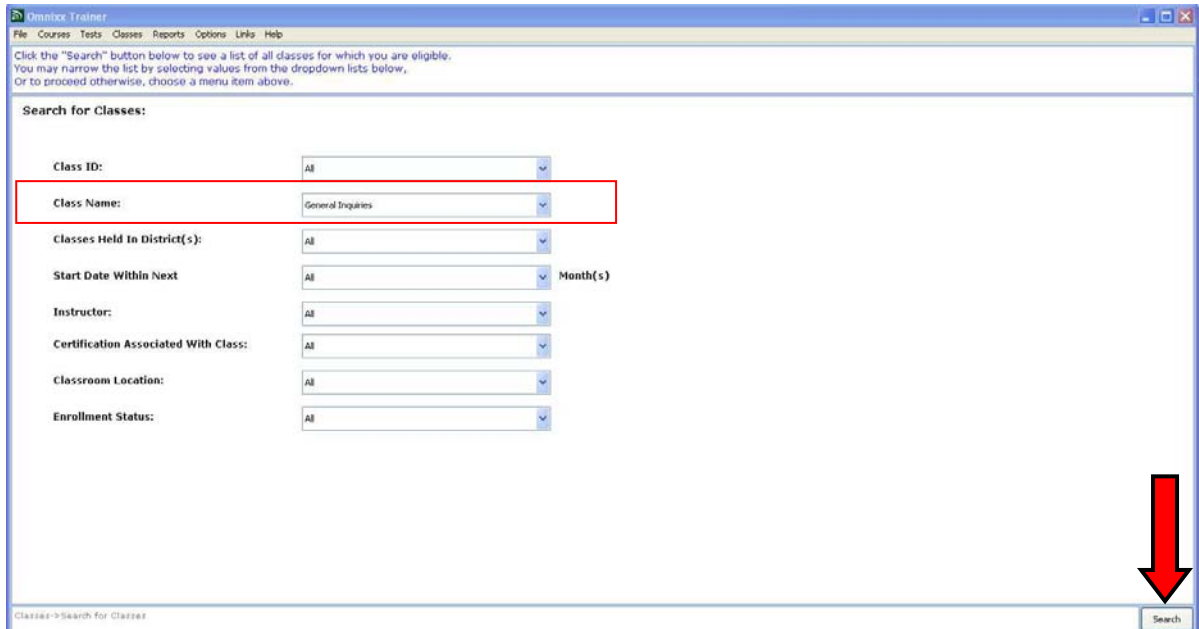 Omnixx Trainer
File Courses Tests Classes Reports Options Links Help
Click the "Search" button below to see a list of all classes for which you are eligible.
You may narrow the list by selecting values from the dropdown lists below,
Or to proceed otherwise, choose a menu item above.
Search for Classes:
Class ID: All
Class Name: General Inquiries
Classes Held In District(s): All
Start Date Within Next All Month(s)
Instructor: All
Certification Associated With Class: All
Classroom Location: All
Enrollment Status: All
Classes->Search for Classes
Search